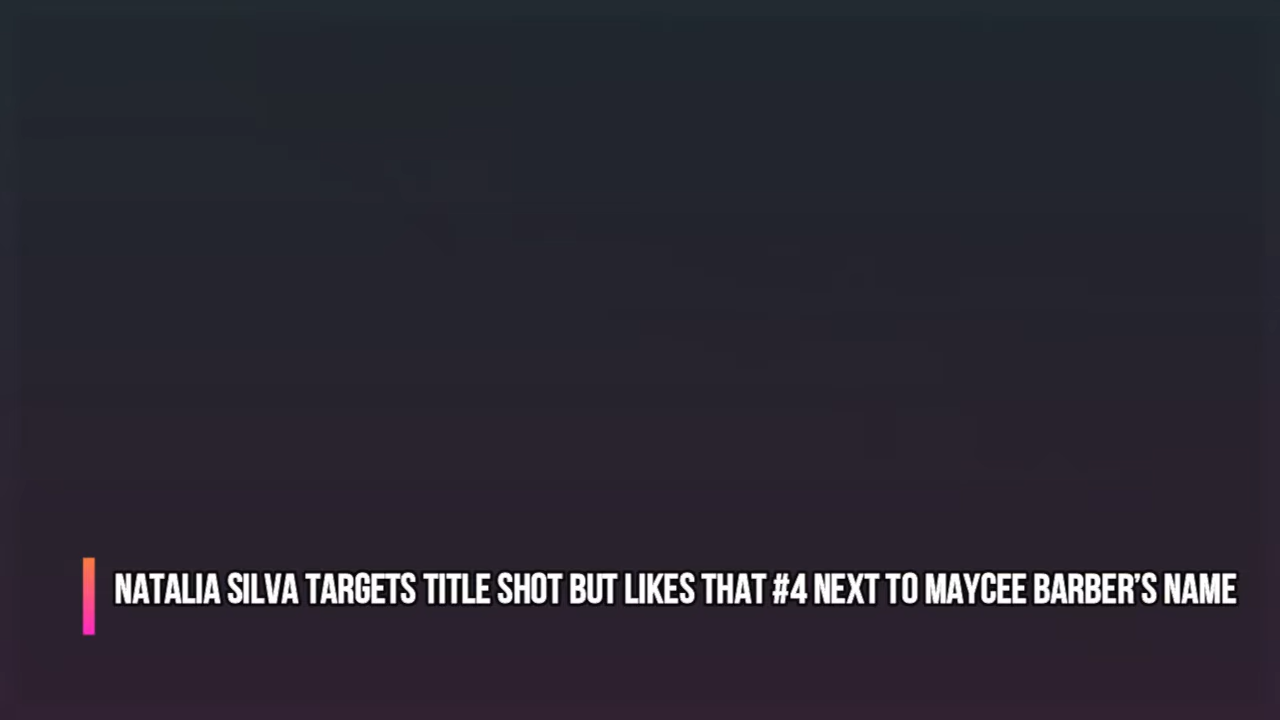 NATALIA SILVA TARGETS TITLE SHOT BUT LIKES THAT #4 NEXT TO MAYCEE BARBER’S NAME